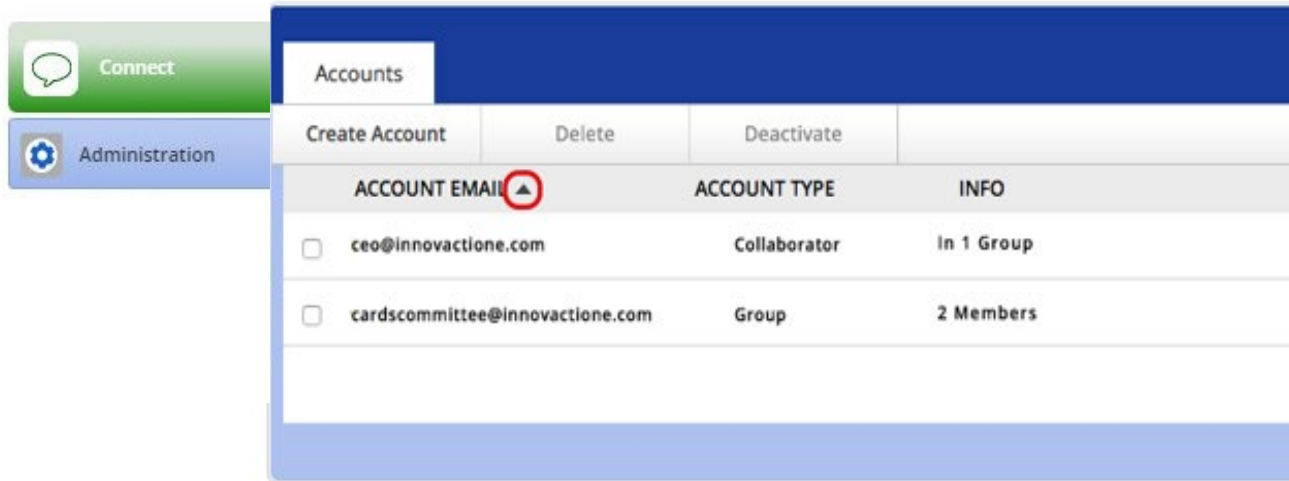 Connect
Administration
Accounts
Create Account Delete Deactivate
ACCOUNT EMAIL ACCOUNT TYPE INFO
ceo@innovactione.com Collaborator In 1 Group
cardscommittee@innovactione.com Group 2 Members